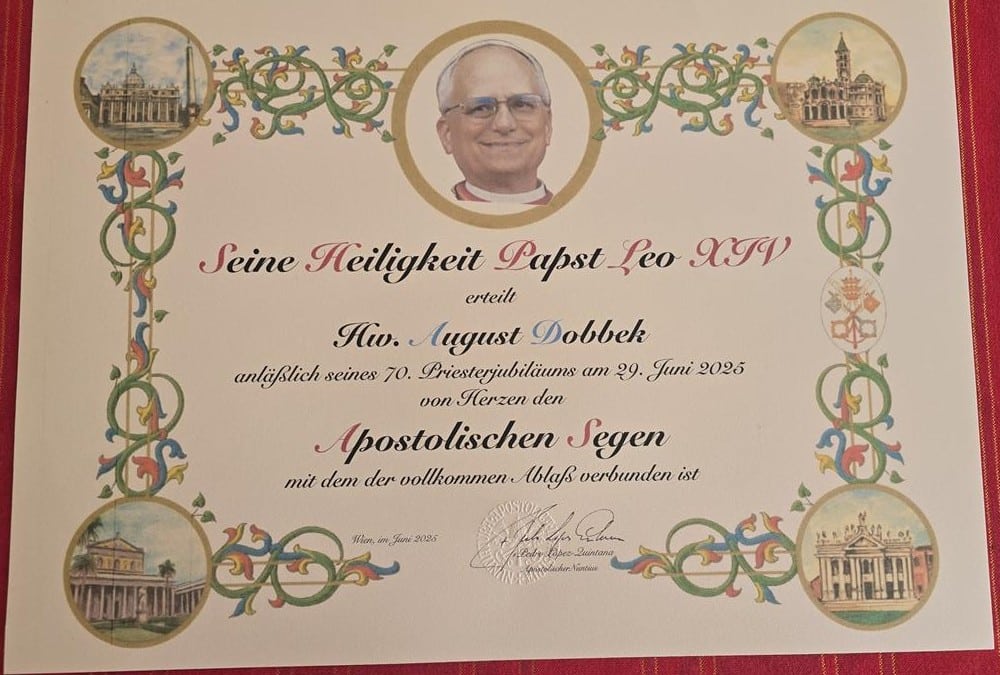 Seine Heiligkeit Papst Leo XIV
erteilt
Hw. August Dobbek
anläßlich seines 70. Priesterjubiläums am 29. Juni 2025
von Herzen den
Apostolischen Segen
mit dem der vollkommen Ablaß verbunden ist
Wien, im Juni 2025
Pedro López-Quintana
Apostolischer Nuntius